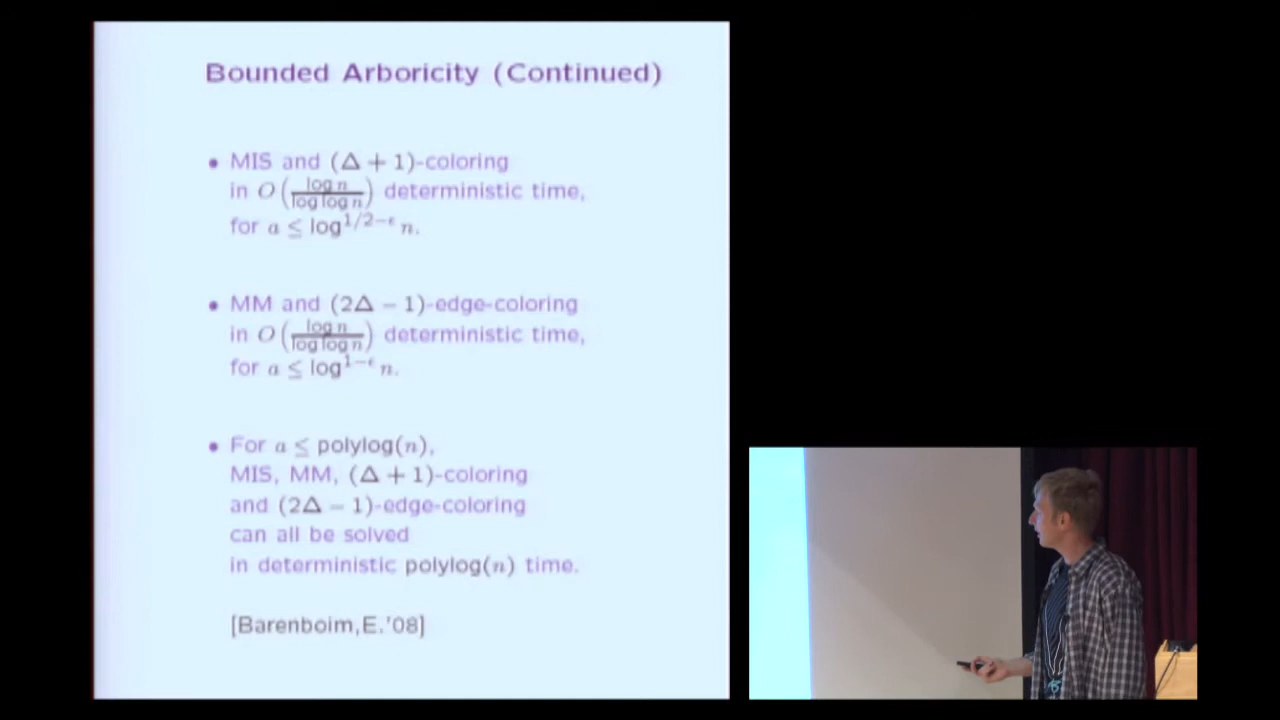 Bounded Arboricity (Continued)
• MIS and (Δ + 1)-coloring
in O(log n / log log n) deterministic time,
for a ≤ log^{1/2−ε} n.
• MM and (2Δ − 1)-edge-coloring
in O(log n / log log n) deterministic time,
for a ≤ log^{1−ε} n.
• For a ≤ polylog(n),
MIS, MM, (Δ + 1)-coloring
and (2Δ − 1)-edge-coloring
can all be solved
in deterministic polylog(n) time.
[Barenboim,E.'08]